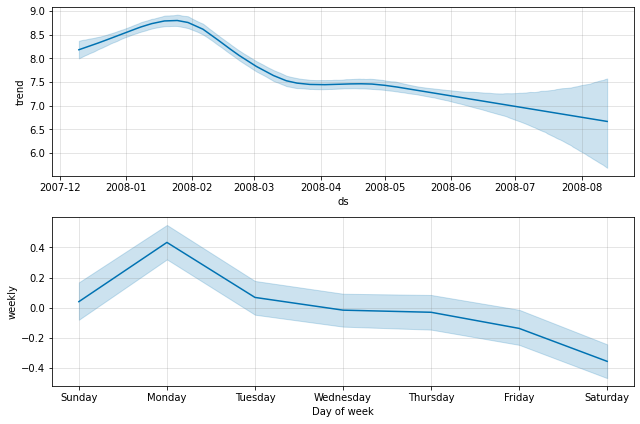 9.0
8.5
8.0
7.5
7.0
6.5
6.0
trend
2007-12 2008-01 2008-02 2008-03 2008-04 2008-05 2008-06 2008-07 2008-08
ds
0.4
0.2
0.0
−0.2
−0.4
weekly
Sunday Monday Tuesday Wednesday Thursday Friday Saturday
Day of week